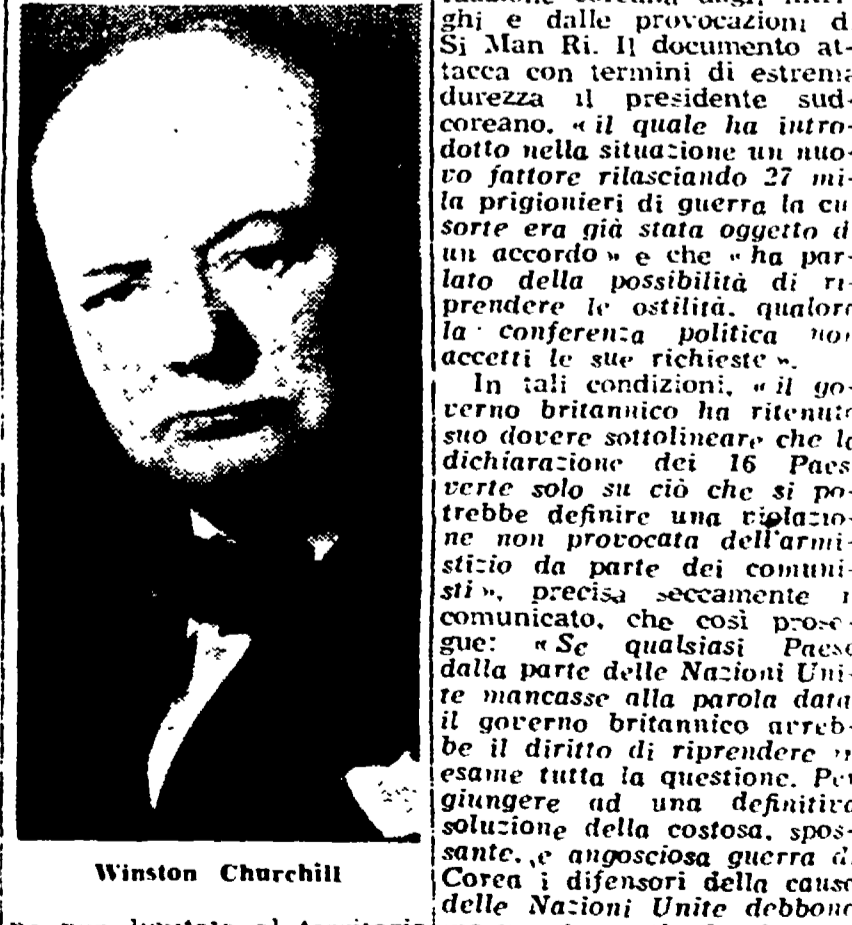 Winston Churchill
ghi e dalle provocazioni d
Si Man Ri. Il documento at-
tacca con termini di estrema
durezza il presidente sud-
coreano, « il quale ha intro-
dotto nella situazione un nuo-
vo fattore rilasciando 27 mi-
la prigionieri di guerra la cu
sorte era già stata oggetto d
un accordo » e che « ha par-
lato della possibilità di ri-
prendere le ostilità, qualora
la conferenza politica non
accetti le sue richieste ».
In tali condizioni, « il go-
verno britannico ha ritenuto
suo dovere sottolineare che la
dichiarazione dei 16 Paes
verte solo su ciò che si po-
trebbe definire una violazio-
ne non provocata dell'armi-
stizio da parte dei comuni-
sti », precisa seccamente i
comunicato, che così prose-
gue: « Se qualsiasi Paese
dalla parte delle Nazioni Uni-
te mancasse alla parola data
il governo britannico avreb-
be il diritto di riprendere in
esame tutta la questione. Per
giungere ad una definitiva
soluzione della costosa, spos-
sante, e angosciosa guerra di
Corea i difensori della causa
delle Nazioni Unite debbono